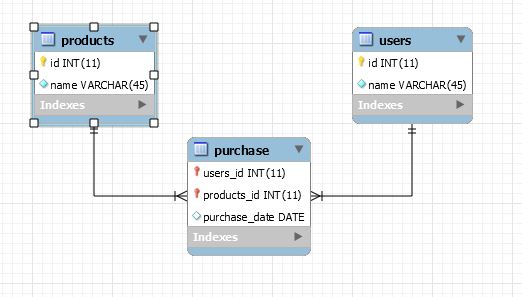 products
id INT(11)
name VARCHAR(45)
Indexes
users
id INT(11)
name VARCHAR(45)
Indexes
purchase
users_id INT(11)
products_id INT(11)
purchase_date DATE
Indexes